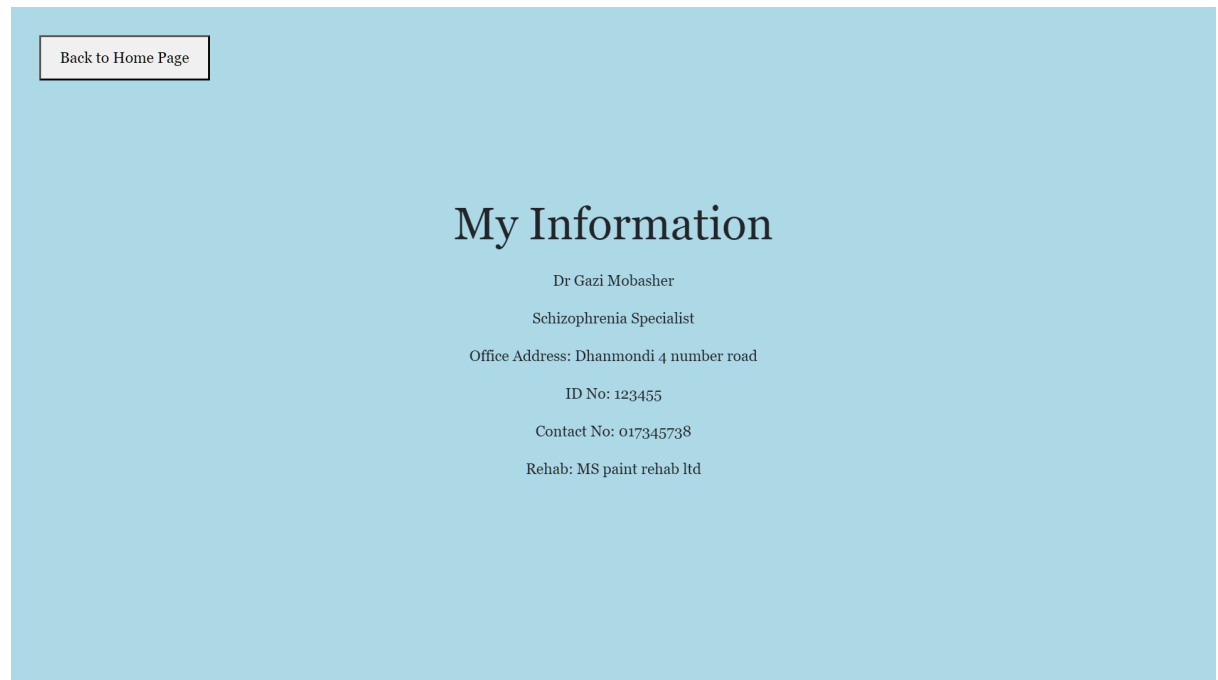 Back to Home Page
My Information
Dr Gazi Mobasher
Schizophrenia Specialist
Office Address: Dhanmondi 4 number road
ID No: 123455
Contact No: 017345738
Rehab: MS paint rehab ltd